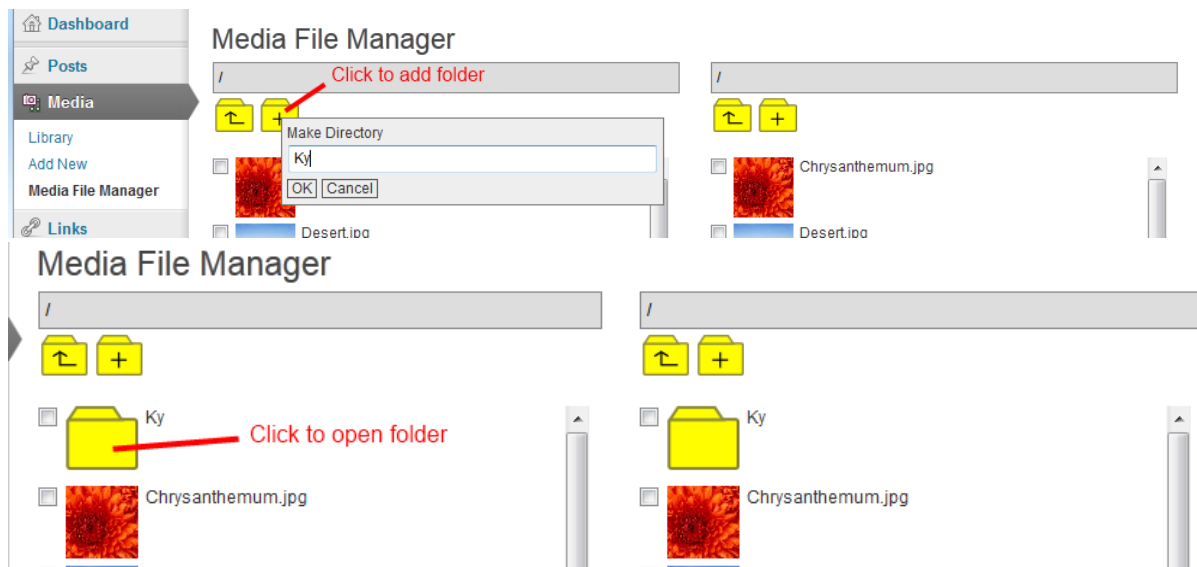 Dashboard
Posts
Media
Library
Add New
Media File Manager
Links
Media File Manager
/
Click to add folder
Make Directory
Ky
OK Cancel
Desert.jpg
/
Chrysanthemum.jpg
Desert.jpg
Media File Manager
/
Ky
Click to open folder
Chrysanthemum.jpg
/
Ky
Chrysanthemum.jpg